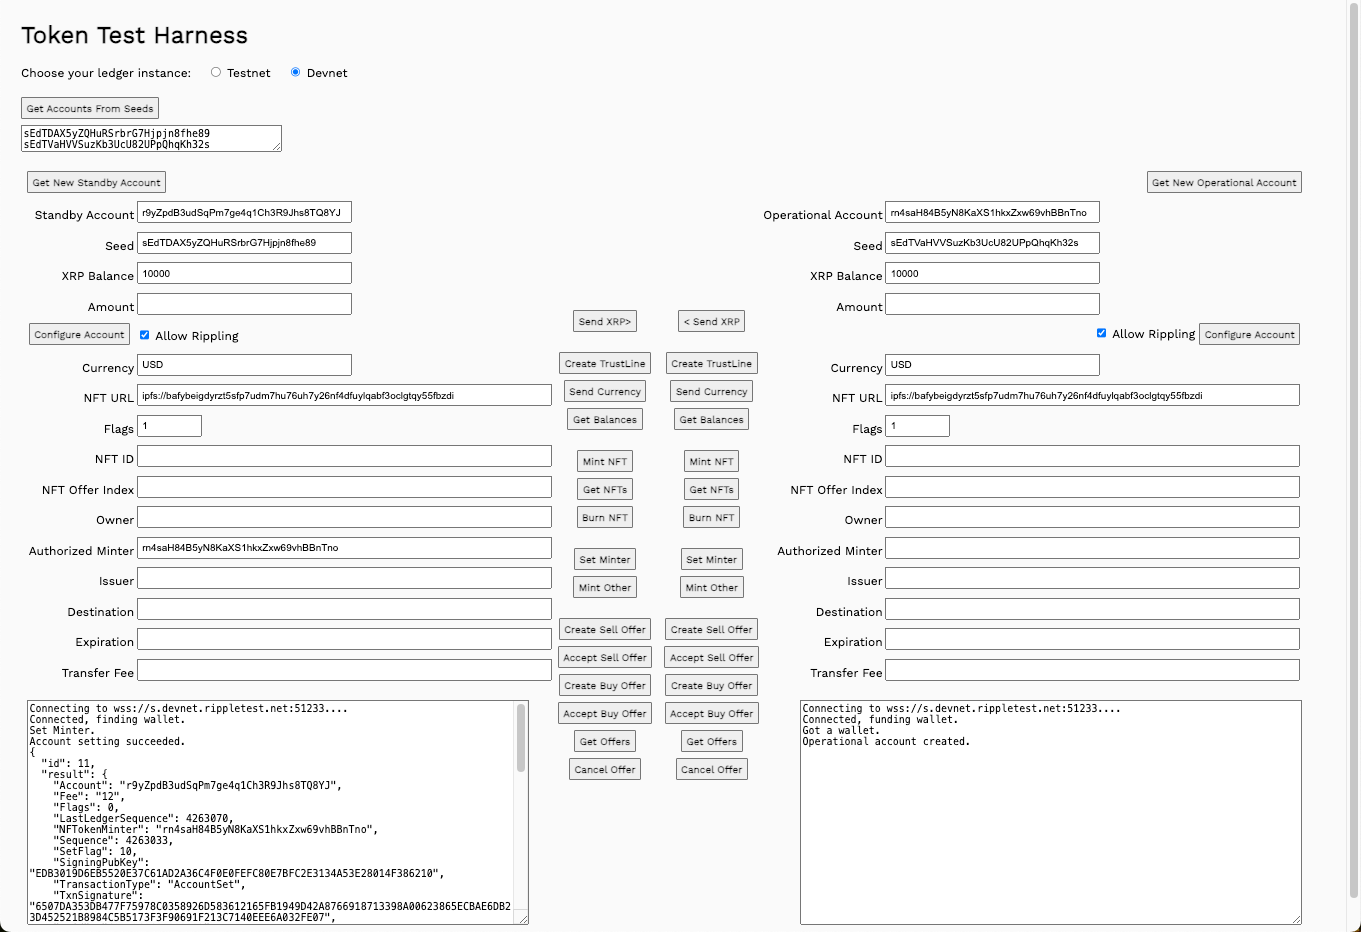 Token Test Harness
Choose your ledger instance: Testnet Devnet
Get Accounts From Seeds
sEdTDAX5yZQHuRSrbrG7Hjpjn8fhe89
sEdTVaHVVSuzKb3UcU82UPpQhqKh32s
Get New Standby Account
Standby Account r9yZpdB3udSqPm7ge4q1Ch3R9Jhs8TQ8YJ
Seed sEdTDAX5yZQHuRSrbrG7Hjpjn8fhe89
XRP Balance 10000
Amount
Configure Account Allow Rippling
Currency USD
NFT URL ipfs://bafybeigdyrzt5sfp7udm7hu76uh7y26nf4dfuylqabf3oclgtqy55fbzdi
Flags 1
NFT ID
NFT Offer Index
Owner
Authorized Minter rn4saH84B5yN8KaXS1hkxZxw69vhBBnTno
Issuer
Destination
Expiration
Transfer Fee
Connecting to wss://s.devnet.rippletest.net:51233....
Connected, finding wallet.
Set Minter.
Account setting succeeded.
{
"id": 11,
"result": {
"Account": "r9yZpdB3udSqPm7ge4q1Ch3R9Jhs8TQ8YJ",
"Fee": "12",
"Flags": 0,
"LastLedgerSequence": 4263070,
"NFTokenMinter": "rn4saH84B5yN8KaXS1hkxZxw69vhBBnTno",
"Sequence": 4263033,
"SetFlag": 10,
"SigningPubKey":
"EDB3019D6EB5520E37C61AD2A36C4F0E0FEFC80E7BFC2E3134A53E28014F386210",
"TransactionType": "AccountSet",
"TxnSignature":
"6507DA353DB477F75978C0358926D583612165FB1949D42A8766918713398A00623865ECBAE6DB2
3D452521B8984C5B5173F3F90691F213C7140EEE6A032FE07",
Send XRP> < Send XRP
Create TrustLine Create TrustLine
Send Currency Send Currency
Get Balances Get Balances
Mint NFT Mint NFT
Get NFTs Get NFTs
Burn NFT Burn NFT
Set Minter Set Minter
Mint Other Mint Other
Create Sell Offer Create Sell Offer
Accept Sell Offer Accept Sell Offer
Create Buy Offer Create Buy Offer
Accept Buy Offer Accept Buy Offer
Get Offers Get Offers
Cancel Offer Cancel Offer
Get New Operational Account
Operational Account rn4saH84B5yN8KaXS1hkxZxw69vhBBnTno
Seed sEdTVaHVVSuzKb3UcU82UPpQhqKh32s
XRP Balance 10000
Amount
Allow Rippling Configure Account
Currency USD
NFT URL ipfs://bafybeigdyrzt5sfp7udm7hu76uh7y26nf4dfuylqabf3oclgtqy55fbzdi
Flags 1
NFT ID
NFT Offer Index
Owner
Authorized Minter
Issuer
Destination
Expiration
Transfer Fee
Connecting to wss://s.devnet.rippletest.net:51233....
Connected, funding wallet.
Got a wallet.
Operational account created.